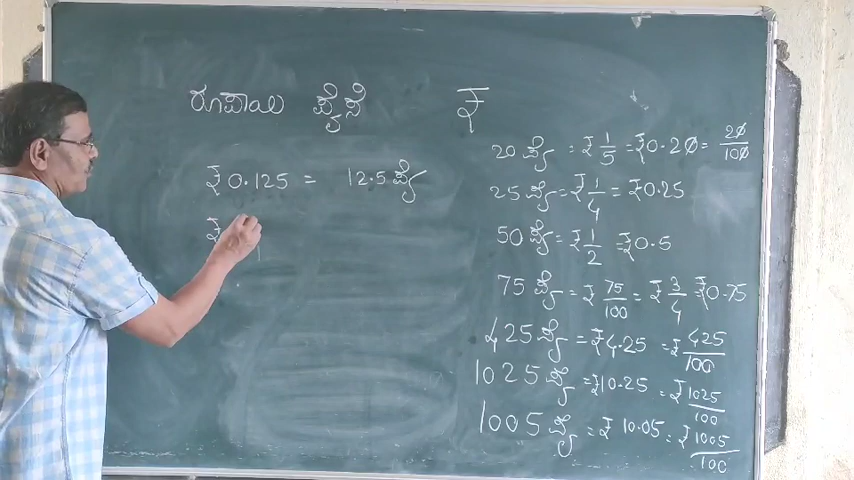 ರೂಪಾಯಿ ಪೈಸೆ ₹
₹0.125 = 12.5 ಪೈ
₹
20 ಪೈ = ₹ 1/5 = ₹0.20 = 20/100
25 ಪೈ = ₹ 1/4 = ₹0.25
50 ಪೈ = ₹ 1/2 = ₹0.5
75 ಪೈ = ₹ 75/100 = ₹ 3/4 = ₹0.75
425 ಪೈ = ₹4.25 = ₹ 425/100
1025 ಪೈ = ₹10.25 = ₹ 1025/100
1005 ಪೈ = ₹ 10.05 = ₹ 1005/100